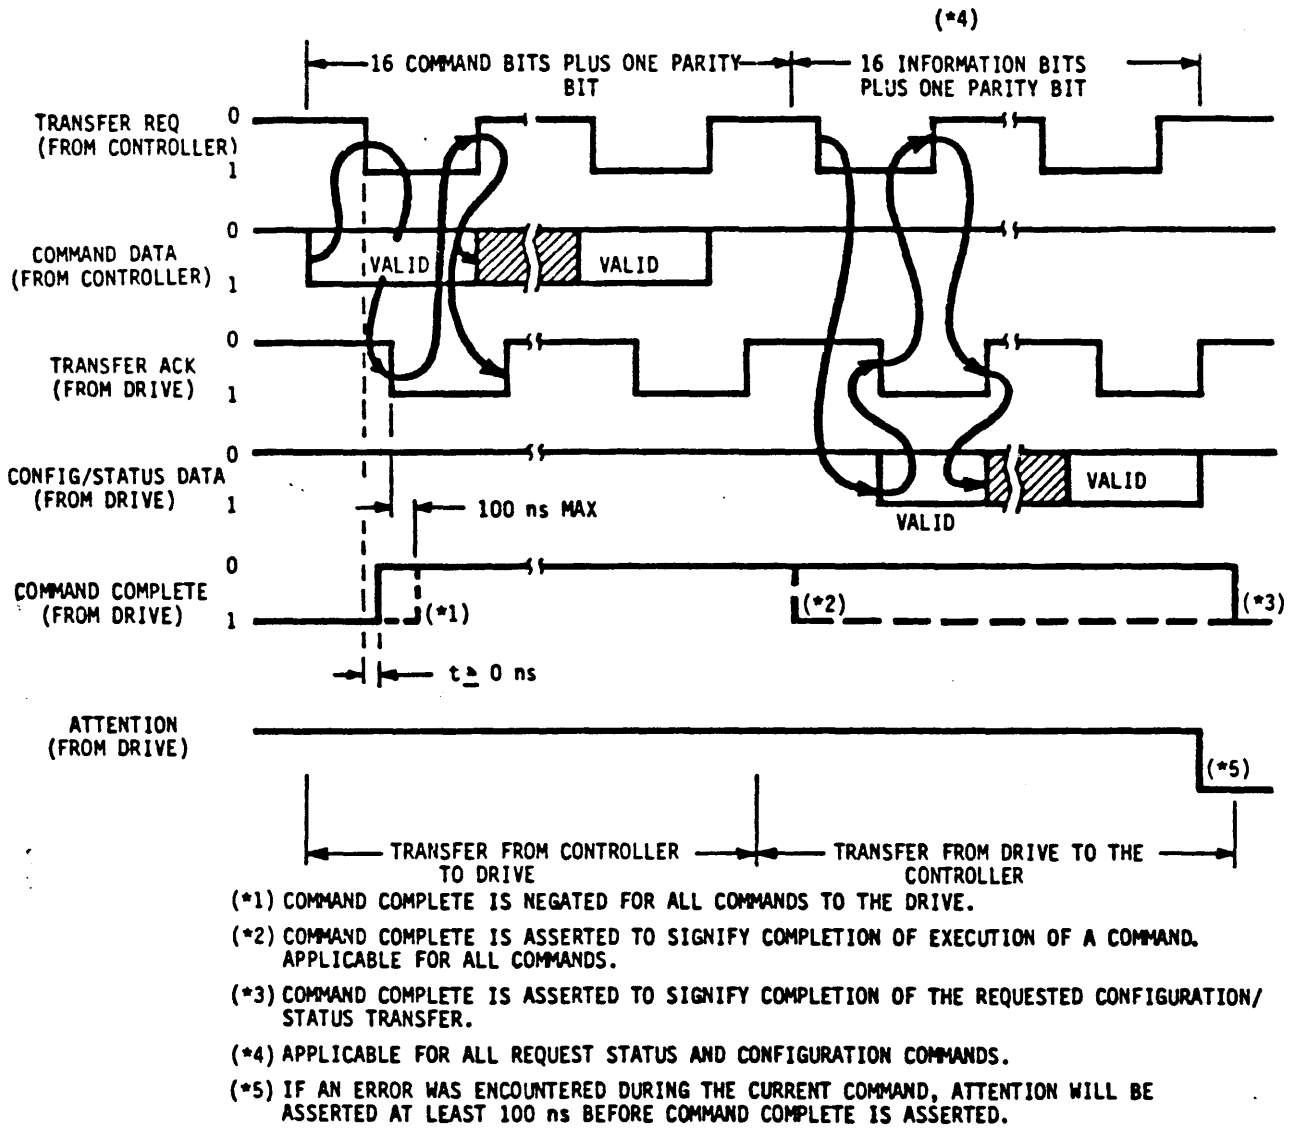 (*4)
16 COMMAND BITS PLUS ONE PARITY
BIT
16 INFORMATION BITS
PLUS ONE PARITY BIT
TRANSFER REQ
(FROM CONTROLLER)
0
1
COMMAND DATA
(FROM CONTROLLER)
0
1
VALID
VALID
TRANSFER ACK
(FROM DRIVE)
0
1
CONFIG/STATUS DATA
(FROM DRIVE)
0
1
VALID
VALID
100 ns MAX
COMMAND COMPLETE
(FROM DRIVE)
0
1
(*1)
(*2)
(*3)
t ≥ 0 ns
ATTENTION
(FROM DRIVE)
(*5)
TRANSFER FROM CONTROLLER
TO DRIVE
TRANSFER FROM DRIVE TO THE
CONTROLLER
(*1) COMMAND COMPLETE IS NEGATED FOR ALL COMMANDS TO THE DRIVE.
(*2) COMMAND COMPLETE IS ASSERTED TO SIGNIFY COMPLETION OF EXECUTION OF A COMMAND.
APPLICABLE FOR ALL COMMANDS.
(*3) COMMAND COMPLETE IS ASSERTED TO SIGNIFY COMPLETION OF THE REQUESTED CONFIGURATION/
STATUS TRANSFER.
(*4) APPLICABLE FOR ALL REQUEST STATUS AND CONFIGURATION COMMANDS.
(*5) IF AN ERROR WAS ENCOUNTERED DURING THE CURRENT COMMAND, ATTENTION WILL BE
ASSERTED AT LEAST 100 ns BEFORE COMMAND COMPLETE IS ASSERTED.